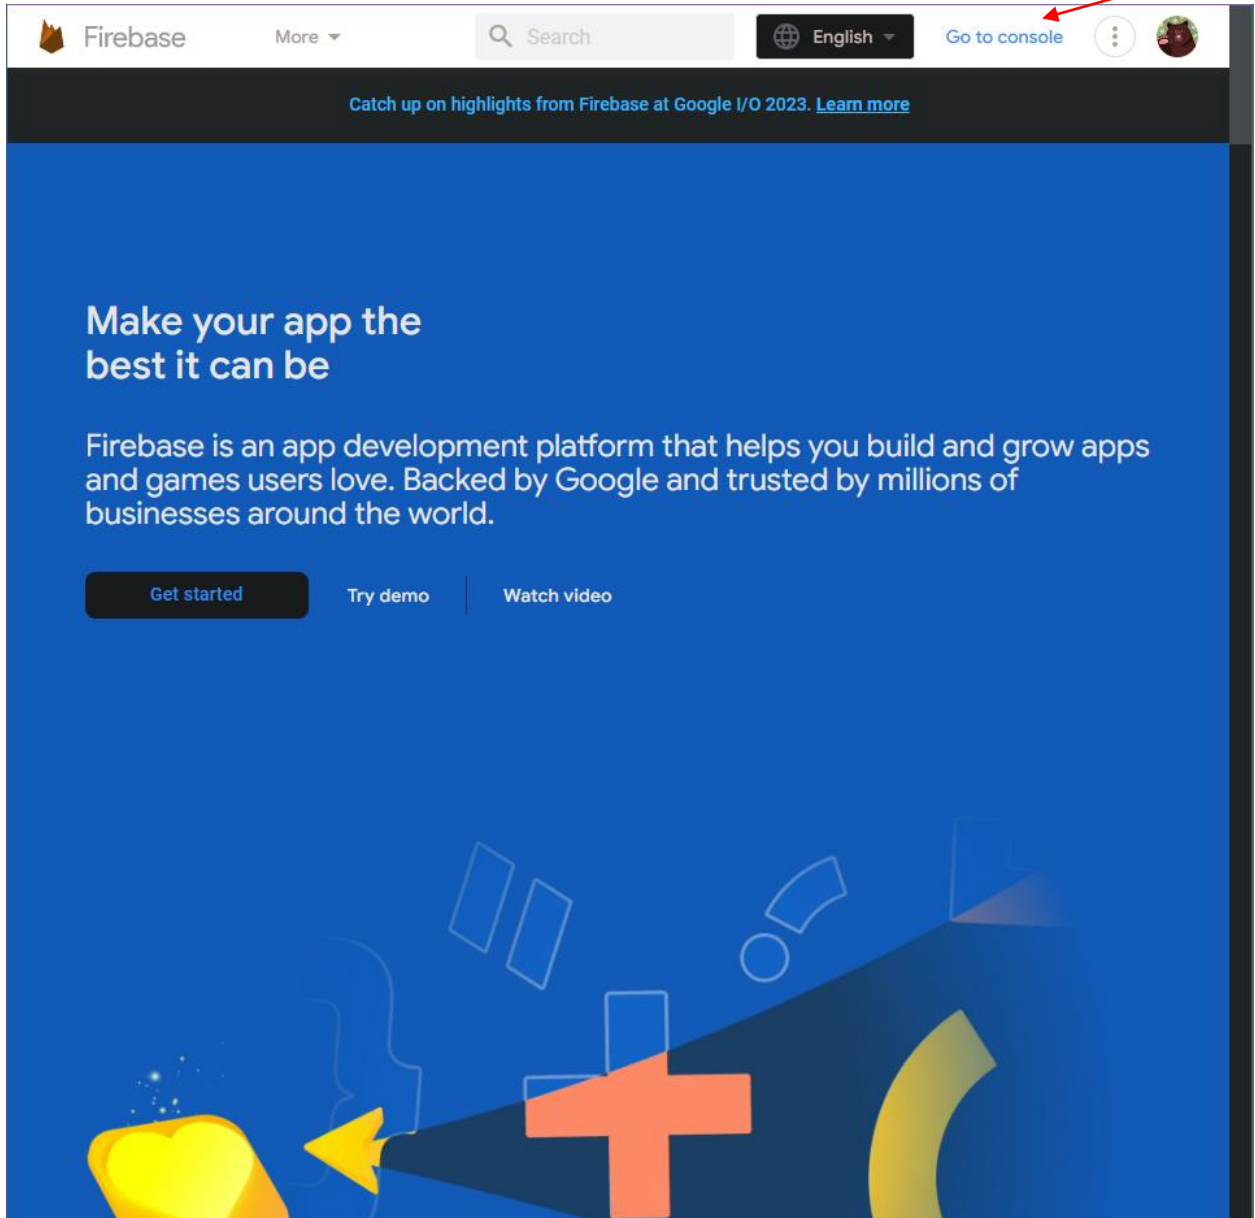 Firebase More Search English Go to console
Catch up on highlights from Firebase at Google I/O 2023. Learn more
Make your app the
best it can be
Firebase is an app development platform that helps you build and grow apps
and games users love. Backed by Google and trusted by millions of
businesses around the world.
Get started Try demo Watch video